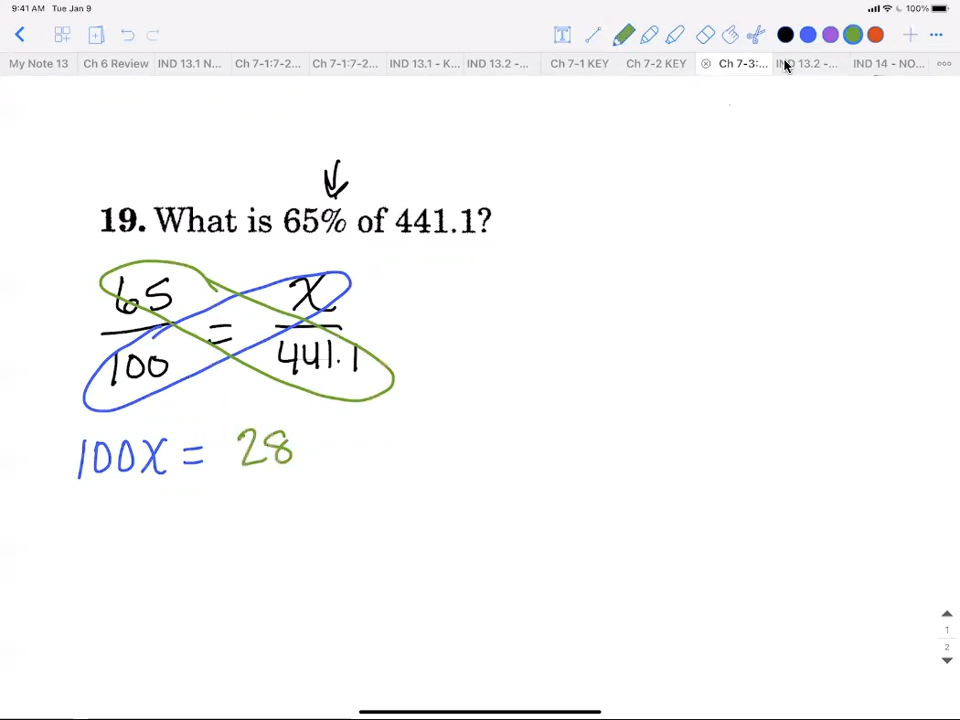 9:41 AM Tue Jan 9
100%
My Note 13 Ch 6 Review IND 13.1 N... Ch 7-1:7-2... Ch 7-1:7-2... IND 13.1 - K... IND 13.2 -... Ch 7-1 KEY Ch 7-2 KEY Ch 7-3:... IND 13.2 -... IND 14 - NO...
19. What is 65% of 441.1?
65 x
— = —
100 441.1
100x = 28
1
2